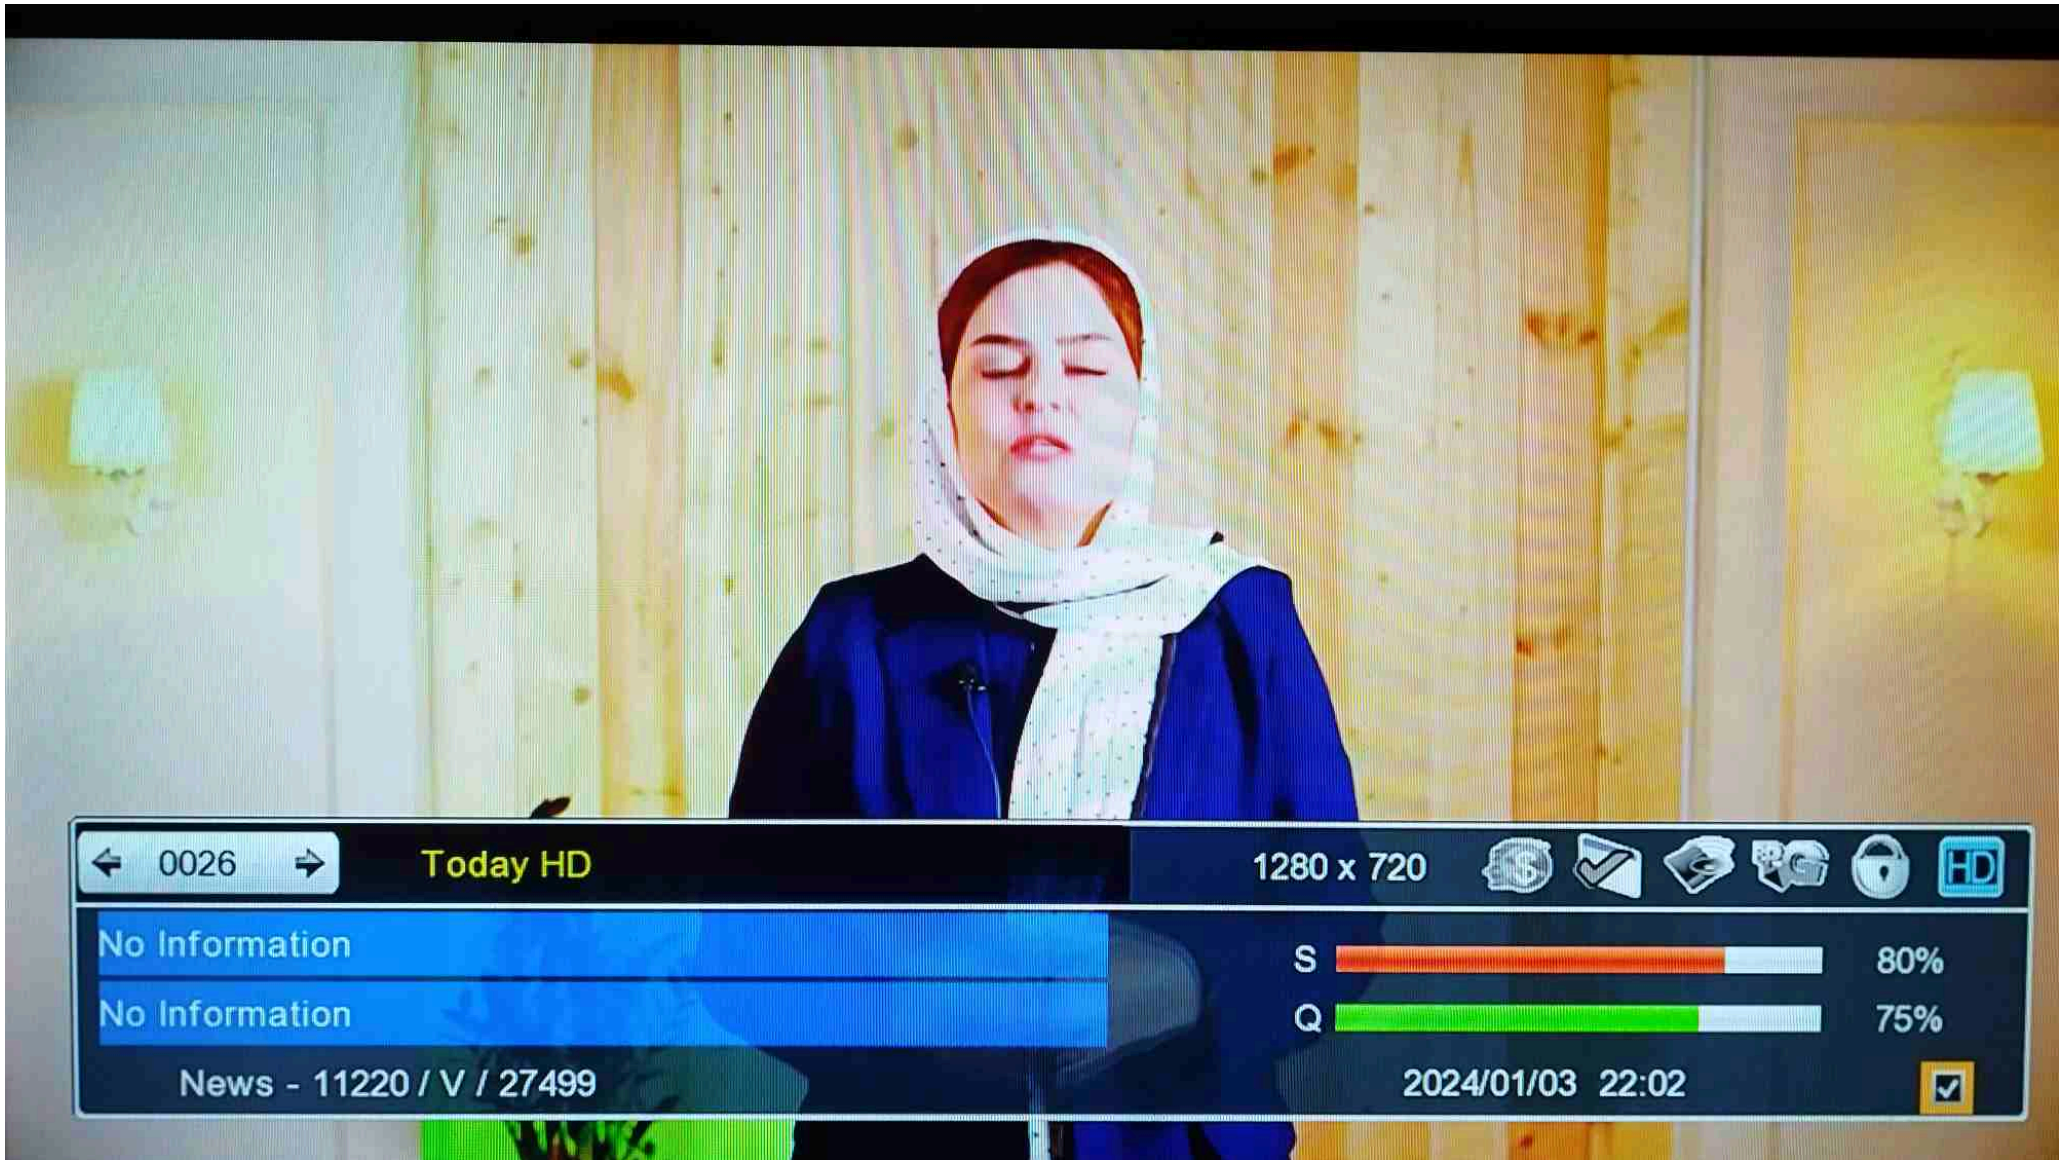 0026 Today HD 1280 x 720 $ HD
No Information
S 80%
No Information
Q 75%
News - 11220 / V / 27499 2024/01/03 22:02